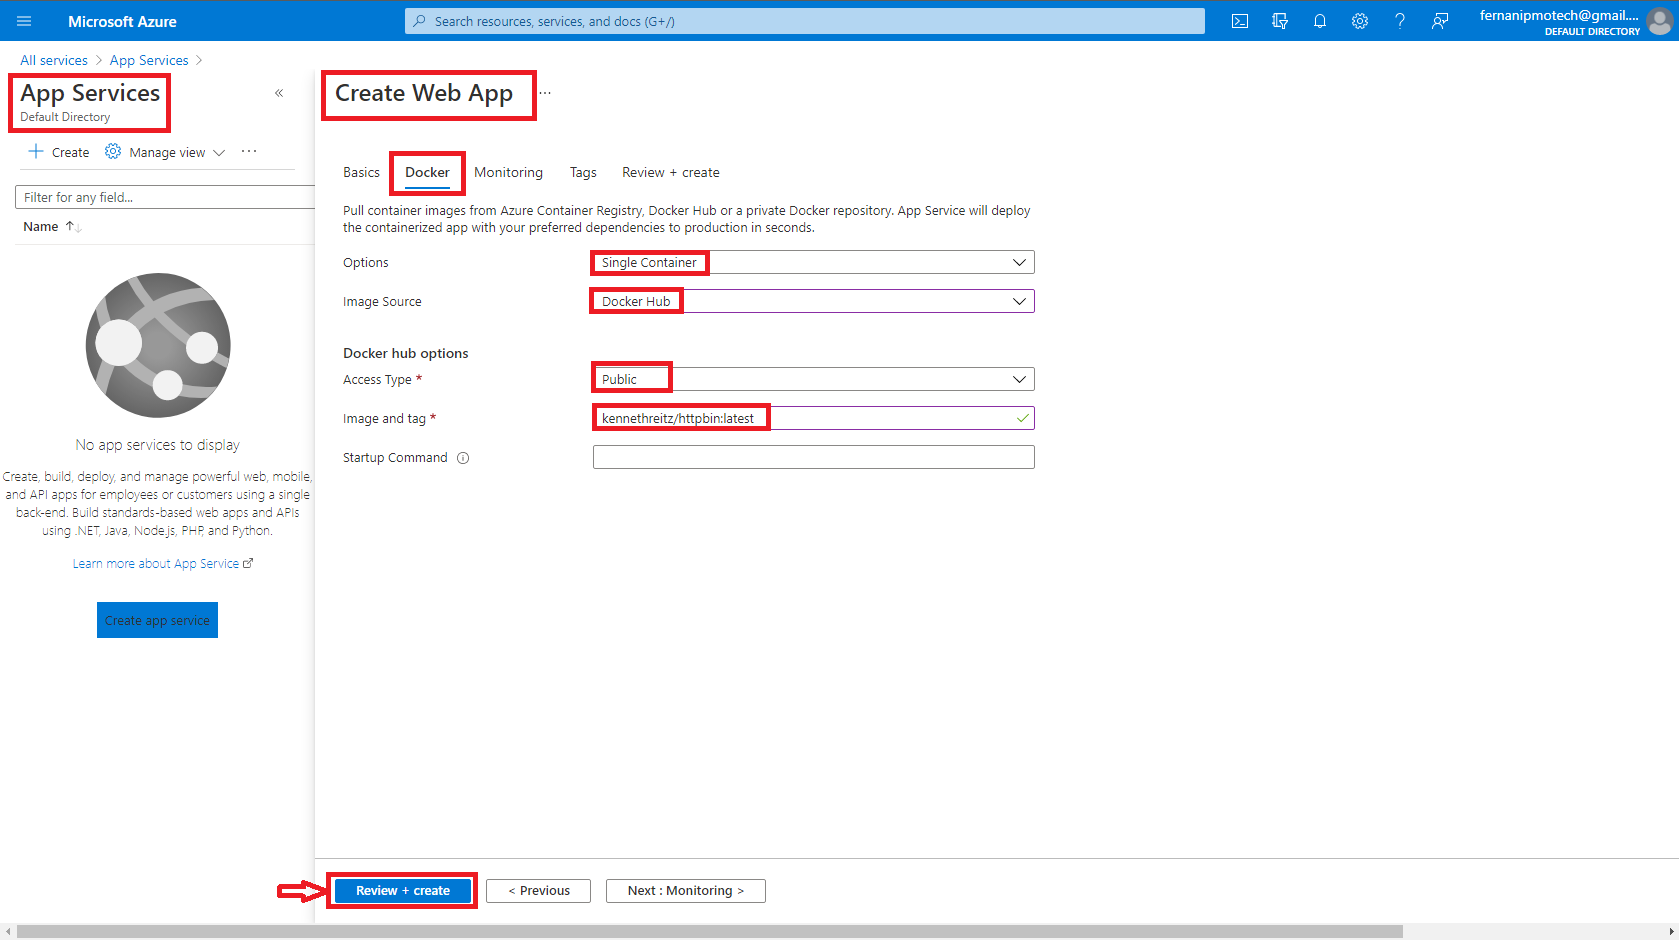 Microsoft Azure
Search resources, services, and docs (G+/)
fernanipmotech@gmail....
DEFAULT DIRECTORY
All services > App Services >
App Services
Default Directory
«
Create
Manage view
...
Filter for any field...
Name ↑↓
No app services to display
Create, build, deploy, and manage powerful web, mobile,
and API apps for employees or customers using a single
back-end. Build standards-based web apps and APIs
using .NET, Java, Node.js, PHP, and Python.
Learn more about App Service
Create app service
Create Web App ...
Basics Docker Monitoring Tags Review + create
Pull container images from Azure Container Registry, Docker Hub or a private Docker repository. App Service will deploy
the containerized app with your preferred dependencies to production in seconds.
Options Single Container
Image Source Docker Hub
Docker hub options
Access Type * Public
Image and tag * kennethreitz/httpbin:latest
Startup Command
Review + create < Previous Next : Monitoring >